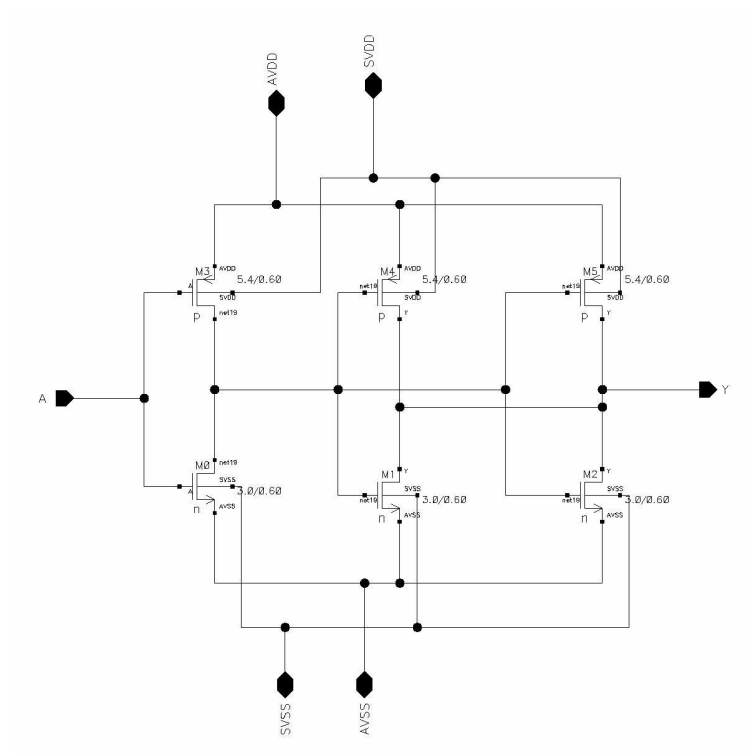 AVDD
SVDD
M3
AVDD
5.4/0.60
A
SVDD
p
net19
M4
AVDD
5.4/0.60
net19
SVDD
p
Y
M5
AVDD
5.4/0.60
net19
SVDD
p
Y
A
Y
M0
net19
SVSS
3.0/0.60
A
AVSS
n
M1
Y
SVSS
3.0/0.60
net19
AVSS
n
M2
Y
SVSS
3.0/0.60
net19
AVSS
n
SVSS
AVSS